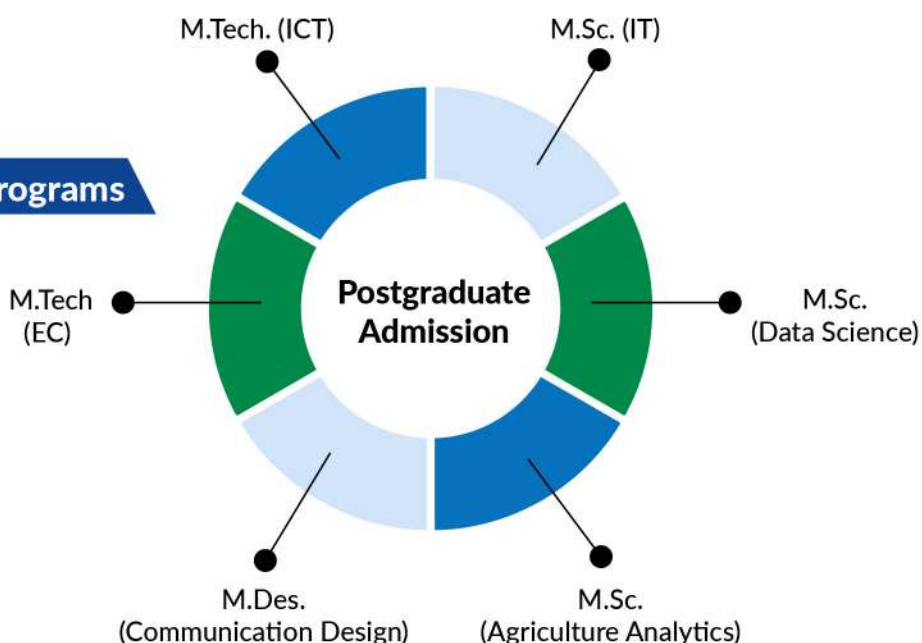 M.Tech. (ICT)
M.Sc. (IT)
rograms
M.Tech
(EC)
Postgraduate
Admission
M.Sc.
(Data Science)
M.Des.
(Communication Design)
M.Sc.
(Agriculture Analytics)